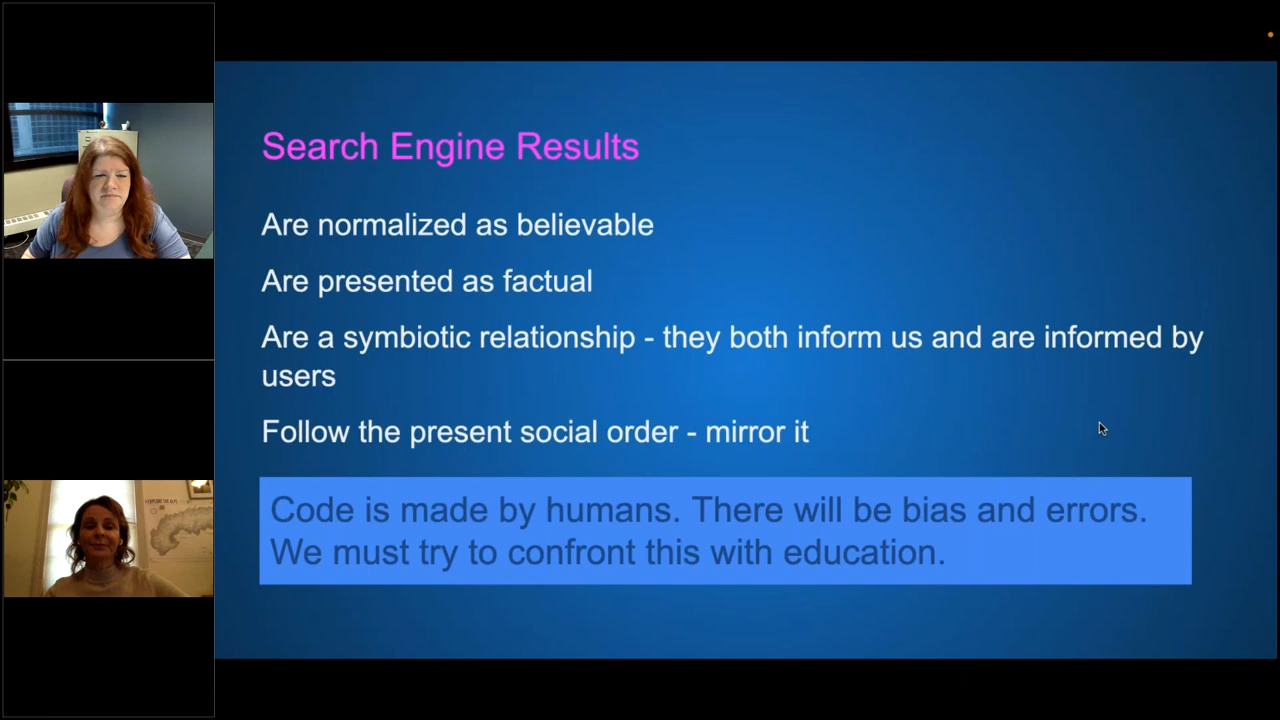 Search Engine Results
Are normalized as believable
Are presented as factual
Are a symbiotic relationship - they both inform us and are informed by
users
Follow the present social order - mirror it
Code is made by humans. There will be bias and errors.
We must try to confront this with education.